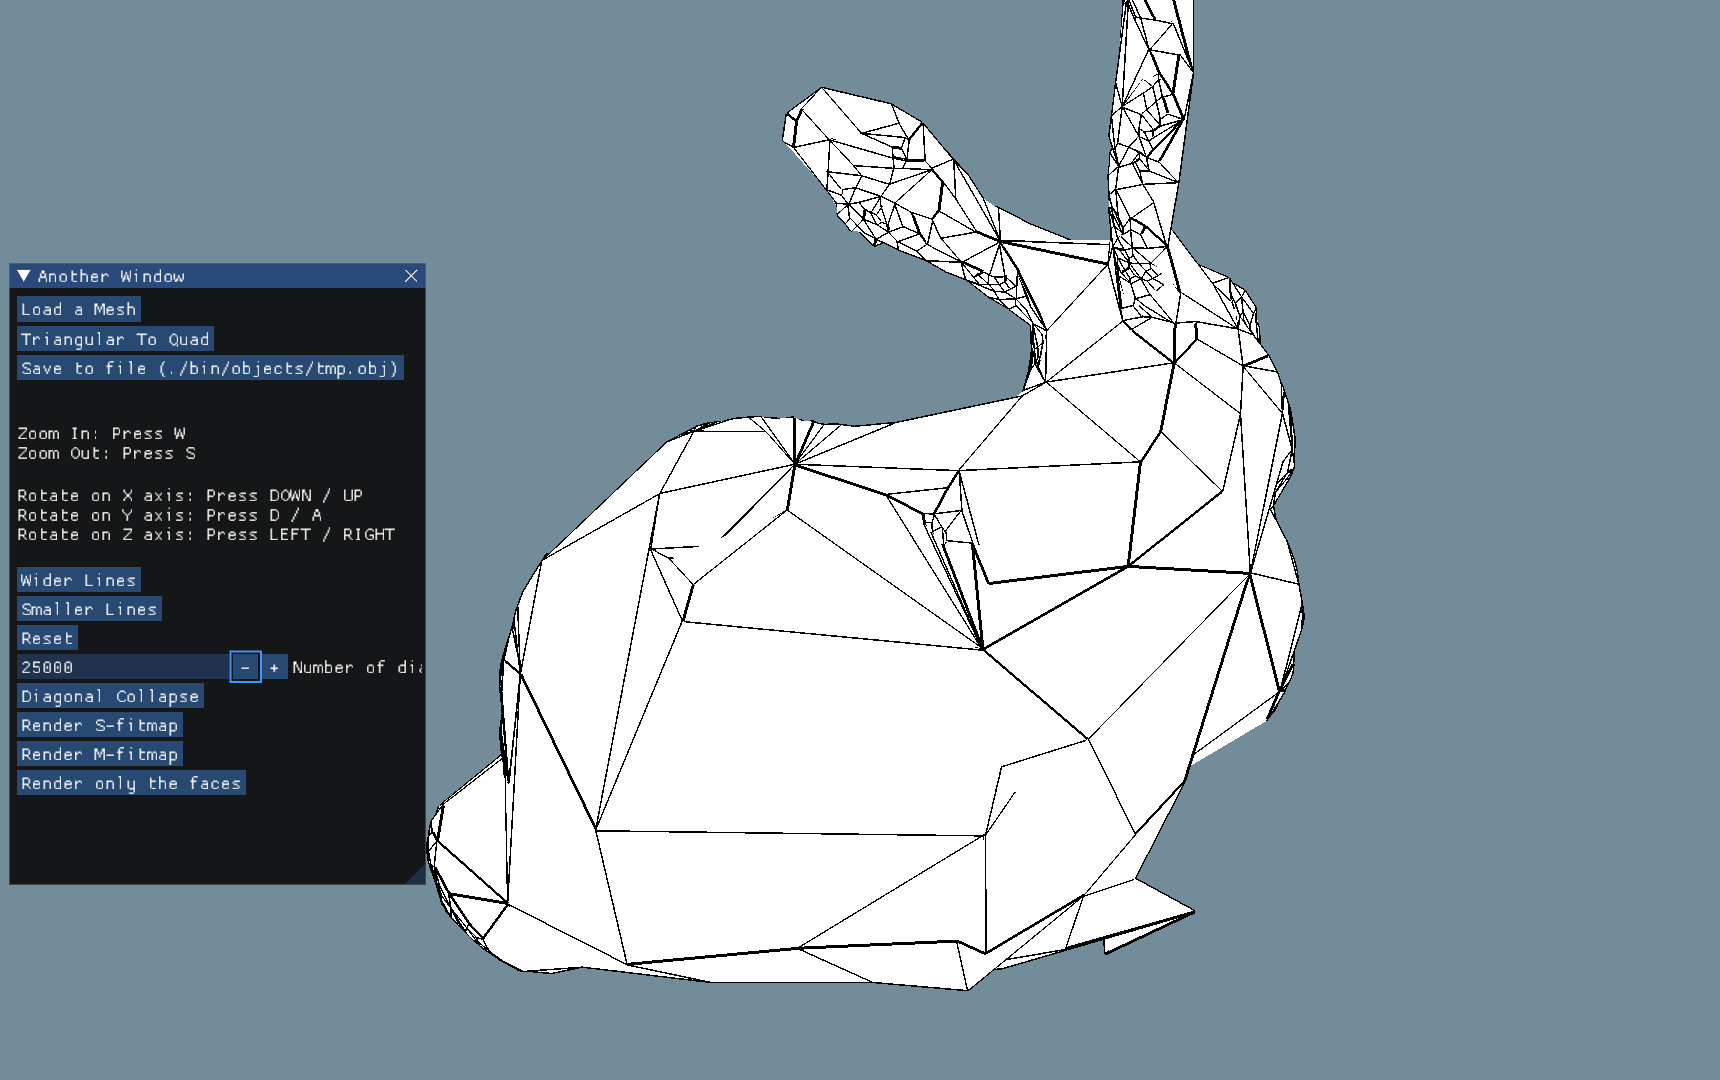 Another Window
Load a Mesh
Triangular To Quad
Save to file (./bin/objects/tmp.obj)
Zoom In: Press W
Zoom Out: Press S
Rotate on X axis: Press DOWN / UP
Rotate on Y axis: Press D / A
Rotate on Z axis: Press LEFT / RIGHT
Wider Lines
Smaller Lines
Reset
25000 - + Number of
Diagonal Collapse
Render S-fitmap
Render M-fitmap
Render only the faces